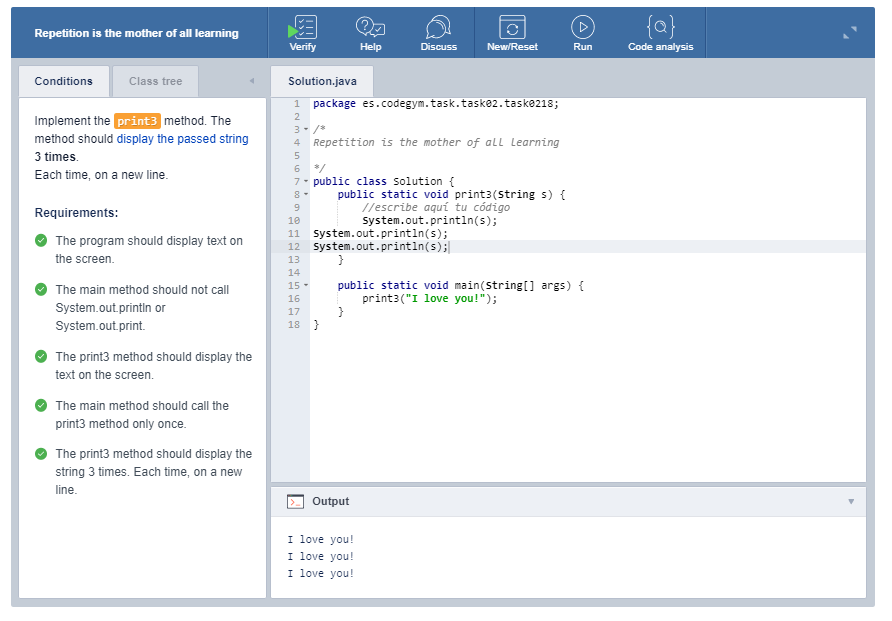 Repetition is the mother of all learning
Verify
Help
Discuss
New/Reset
Run
Code analysis
Conditions
Class tree
Implement the print3 method. The
method should display the passed string
3 times.
Each time, on a new line.
Requirements:
The program should display text on
the screen.
The main method should not call
System.out.println or
System.out.print.
The print3 method should display the
text on the screen.
The main method should call the
print3 method only once.
The print3 method should display the
string 3 times. Each time, on a new
line.
Solution.java
1 package es.codegym.task.task02.task0218;
2
3 /*
4 Repetition is the mother of all learning
5
6 */
7 public class Solution {
8 public static void print3(String s) {
9 //escribe aquí tu código
10 System.out.println(s);
11 System.out.println(s);
12 System.out.println(s);
13 }
14
15 public static void main(String[] args) {
16 print3("I love you!");
17 }
18 }
Output
I love you!
I love you!
I love you!